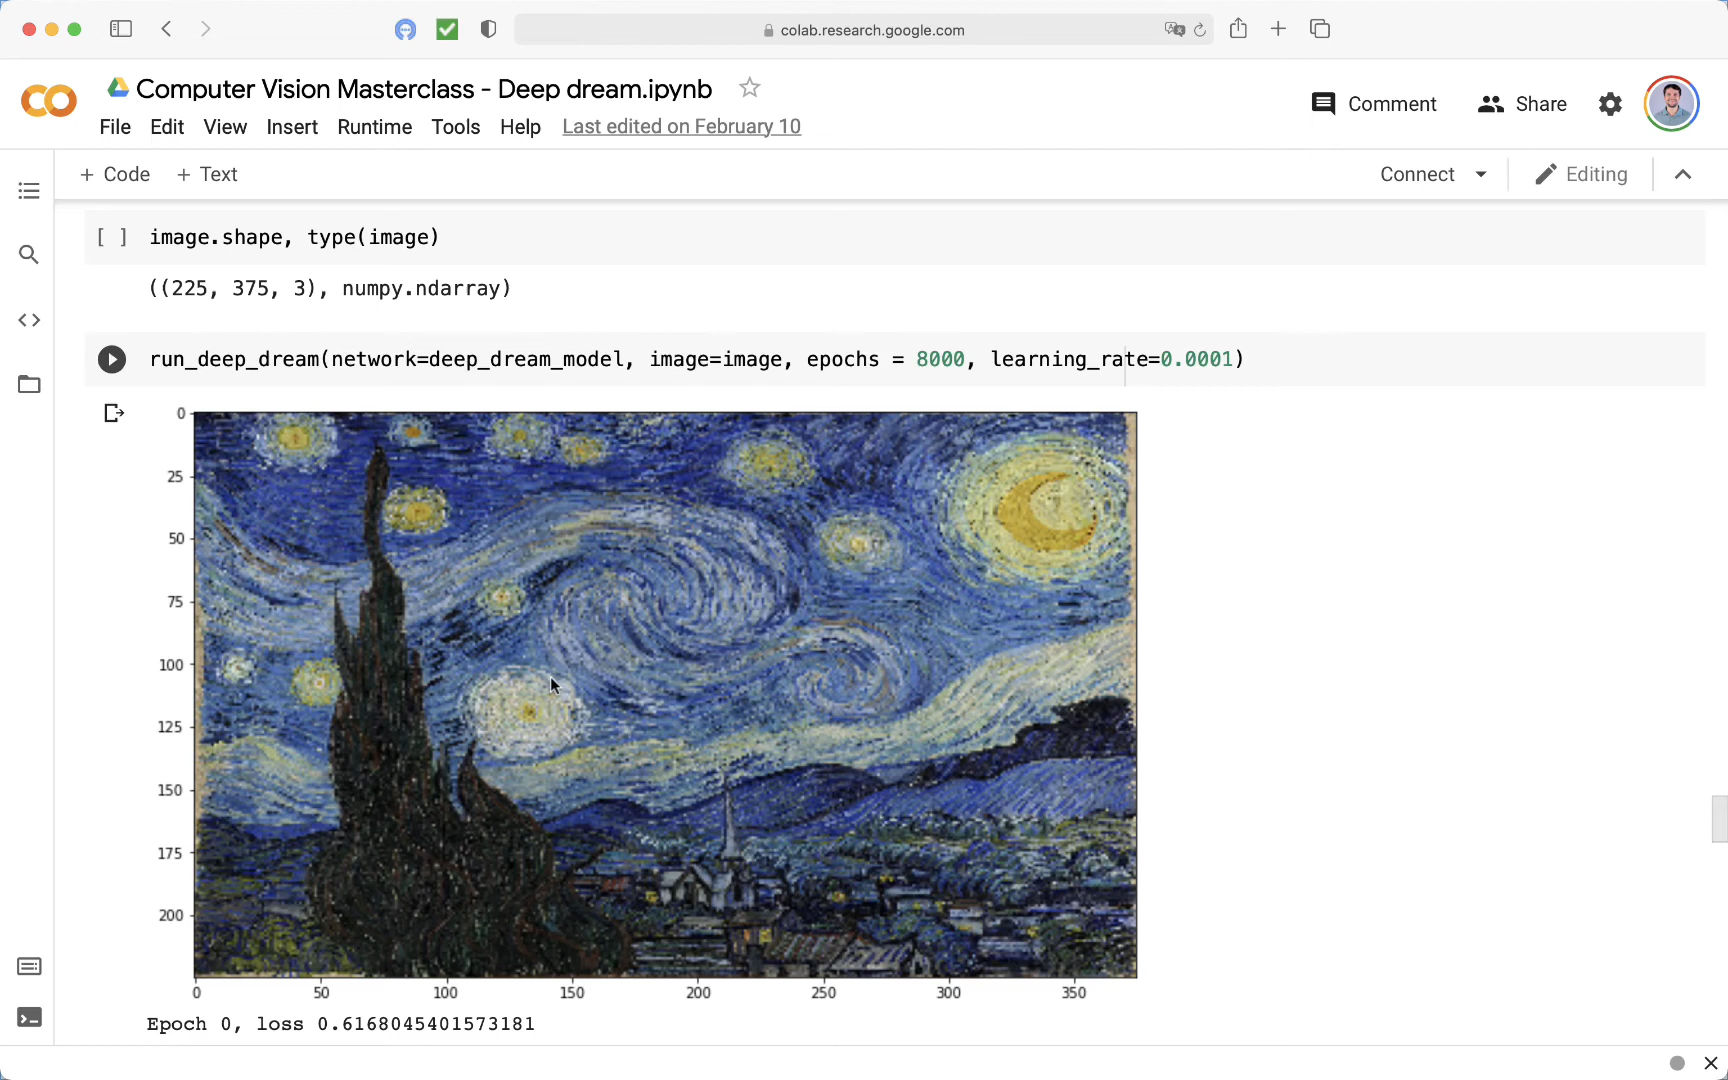 colab.research.google.com
Computer Vision Masterclass - Deep dream.ipynb
File Edit View Insert Runtime Tools Help Last edited on February 10
Comment Share
+ Code + Text
Connect Editing
[ ] image.shape, type(image)
((225, 375, 3), numpy.ndarray)
run_deep_dream(network=deep_dream_model, image=image, epochs = 8000, learning_rate=0.0001)
0
25
50
75
100
125
150
175
200
0 50 100 150 200 250 300 350
Epoch 0, loss 0.6168045401573181